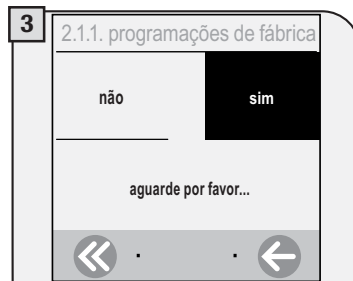 3
2.1.1. programações de fábrica
não sim
aguarde por favor...